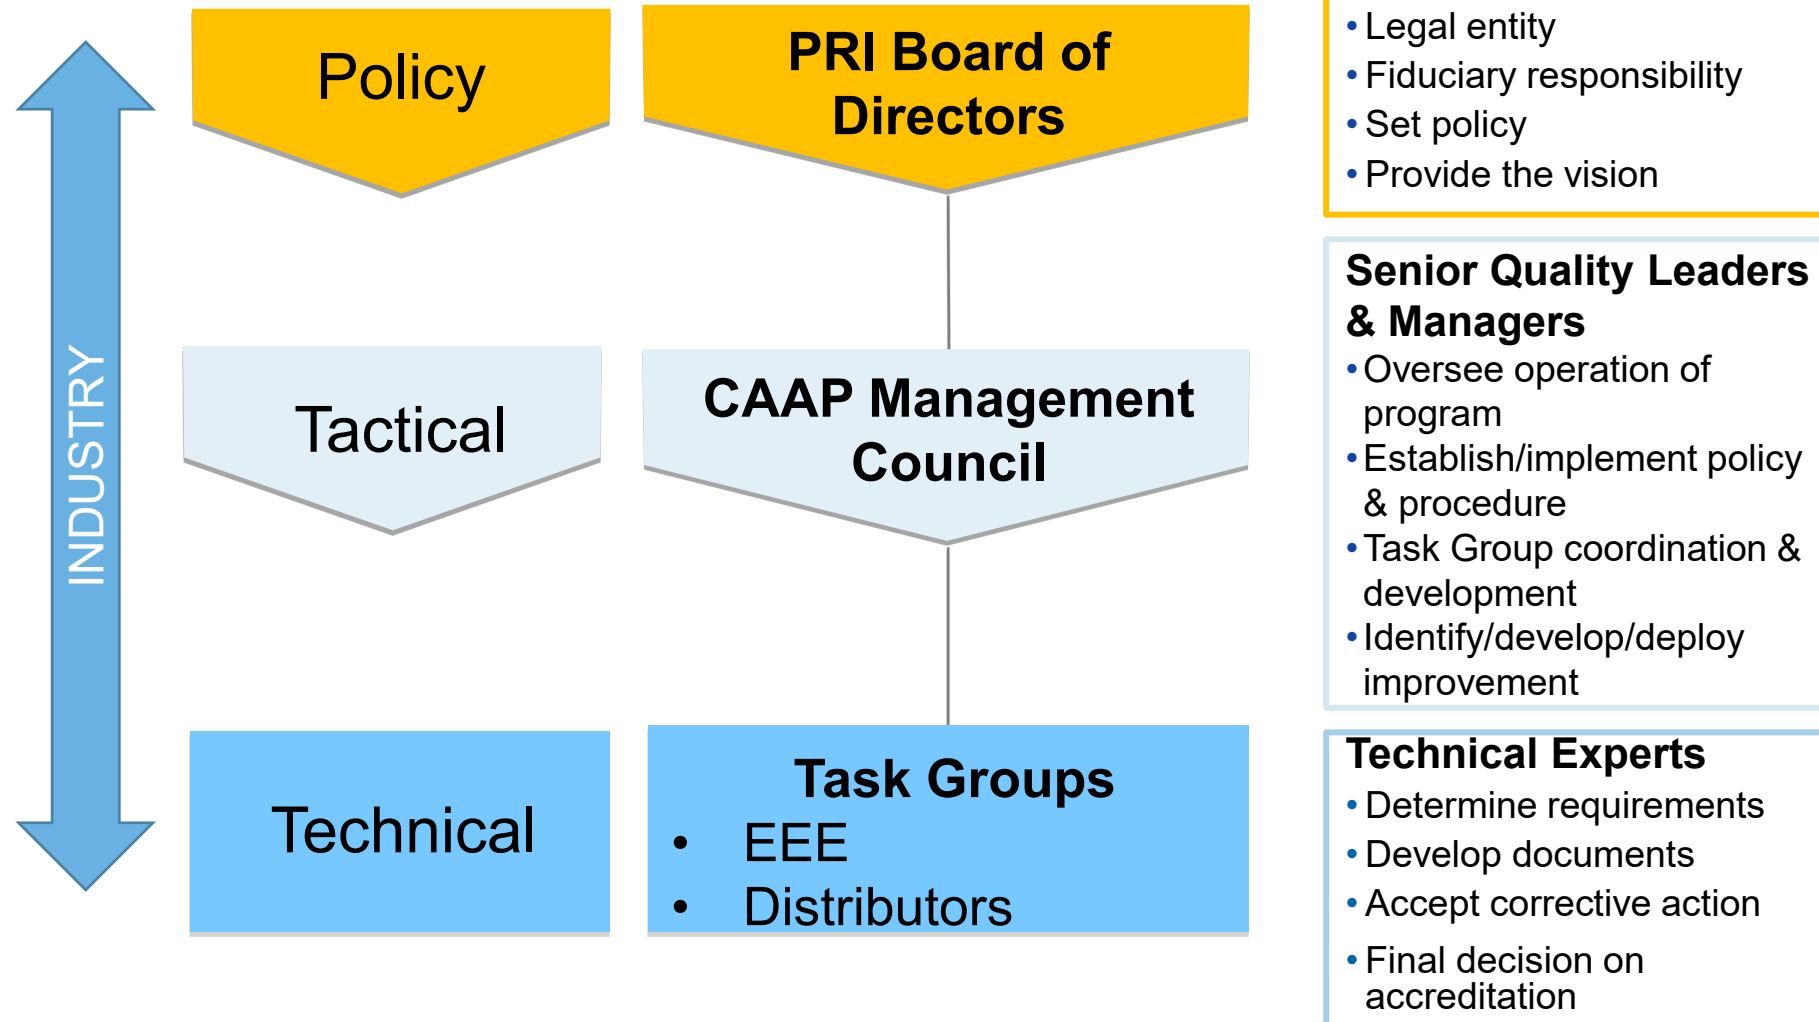 INDUSTRY
Policy
PRI Board of
Directors
• Legal entity
• Fiduciary responsibility
• Set policy
• Provide the vision
Tactical
CAAP Management
Council
Senior Quality Leaders
& Managers
• Oversee operation of
program
• Establish/implement policy
& procedure
• Task Group coordination &
development
• Identify/develop/deploy
improvement
Technical
Task Groups
• EEE
• Distributors
Technical Experts
• Determine requirements
• Develop documents
• Accept corrective action
• Final decision on
accreditation